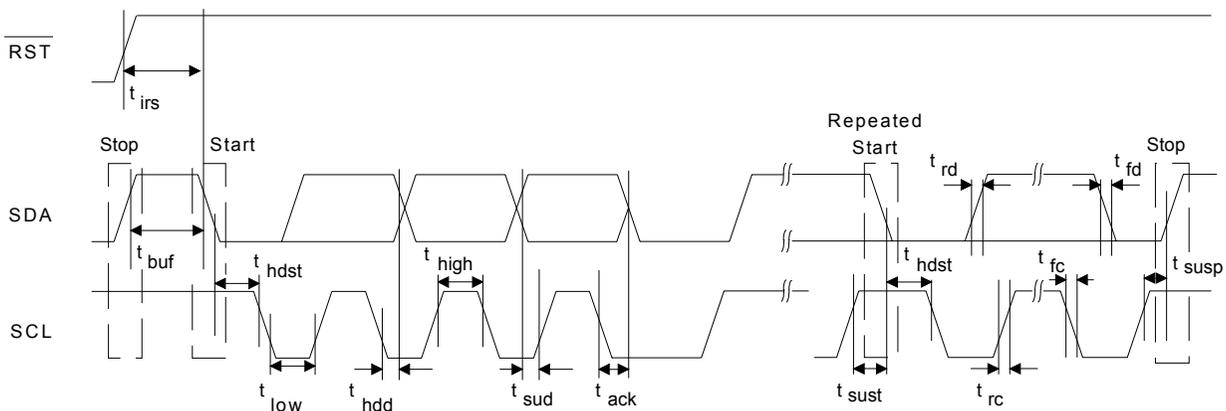 RST
t irs
Repeated
Stop Start Start Stop
t rd t fd
SDA
t buf t hdst t high t hdst t fc t susp
SCL
t low t hdd t sud t ack t sust t rc